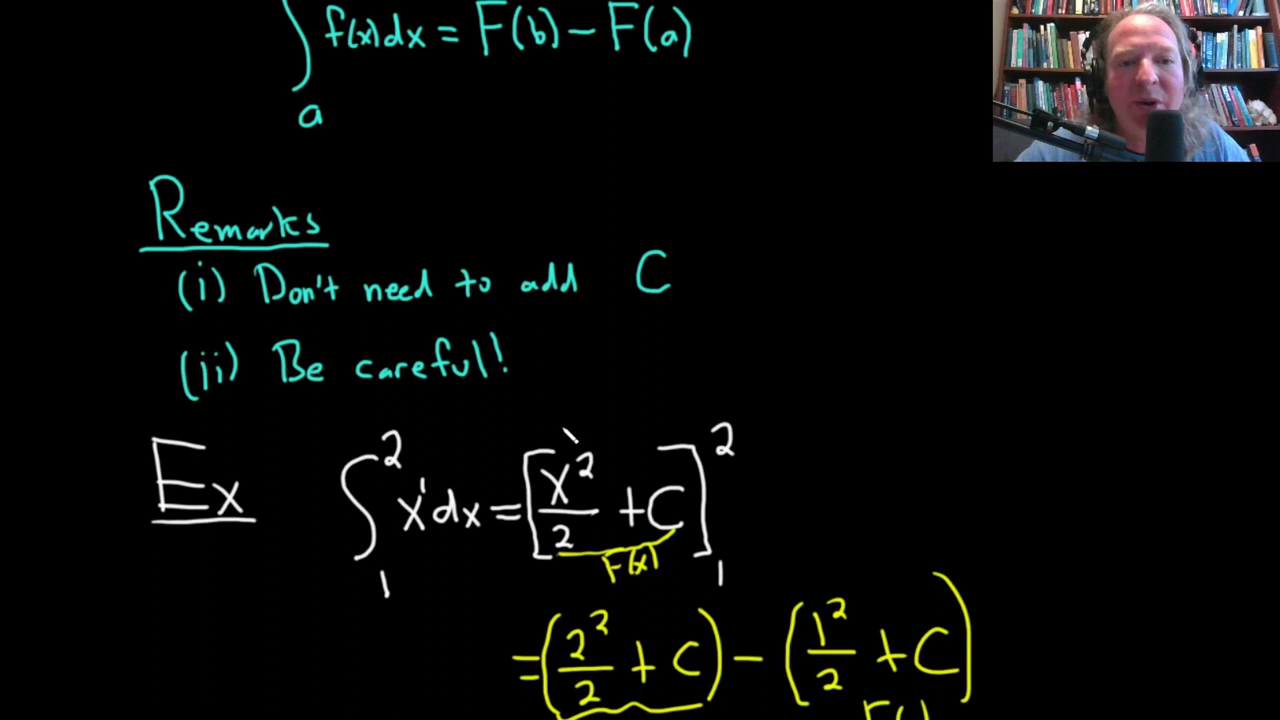 ∫ₐ f(x)dx = F(b) − F(a)
Remarks
(i) Don't need to add C
(ii) Be careful!
Ex ∫₁² x¹dx = [x²/2 + C]₁²
F(x)
= (2²/2 + C) − (1²/2 + C)